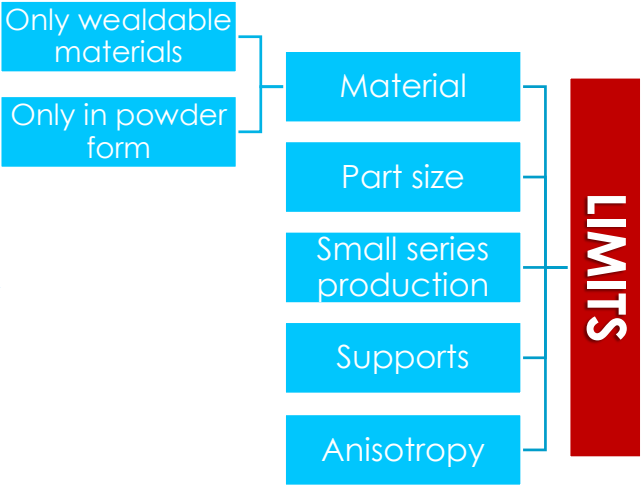 Only wealdable
materials
Only in powder
form
Material
Part size
Small series
production
Supports
Anisotropy
LIMITS